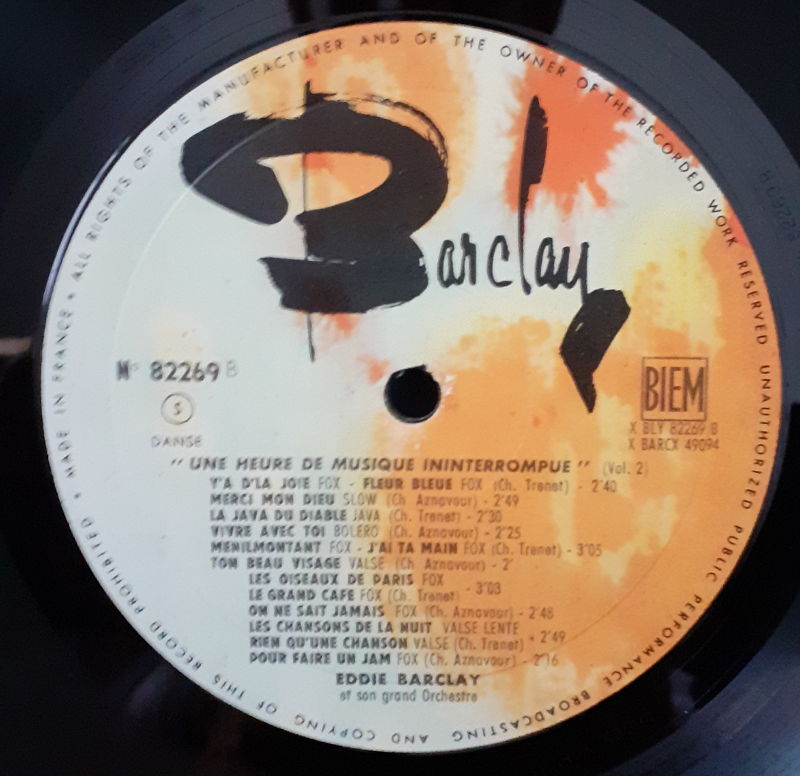 • MADE IN FRANCE • ALL RIGHTS OF THE MANUFACTURER AND OF THE OWNER OF THE RECORDED WORK RESERVED UNAUTHORIZED PUBLIC PERFORMANCE BROADCASTING AND COPYING OF THIS RECORD PROHIBITED
Barclay
N° 82269 B
S
DANSE
BIEM
X BLY 82269 B
X BARCX 49094
"UNE HEURE DE MUSIQUE ININTERROMPUE" (Vol. 2)
Y'A D'LA JOIE FOX - FLEUR BLEUE FOX (Ch. Trenet) - 2'40
MERCI MON DIEU SLOW (Ch. Aznavour) - 2'49
LA JAVA DU DIABLE JAVA (Ch. Trenet) - 2'30
VIVRE AVEC TOI BOLERO (Ch. Aznavour) - 2'25
MENILMONTANT FOX - J'AI TA MAIN FOX (Ch. Trenet) - 3'05
TON BEAU VISAGE VALSE (Ch. Aznavour) - 2'
LES OISEAUX DE PARIS FOX
LE GRAND CAFE FOX (Ch. Trenet) - 3'03
ON NE SAIT JAMAIS FOX (Ch. Aznavour) - 2'48
LES CHANSONS DE LA NUIT VALSE LENTE
RIEN QU'UNE CHANSON VALSE (Ch. Trenet) - 2'49
POUR FAIRE UN JAM FOX (Ch. Aznavour) - 2'16
EDDIE BARCLAY
et son grand Orchestre